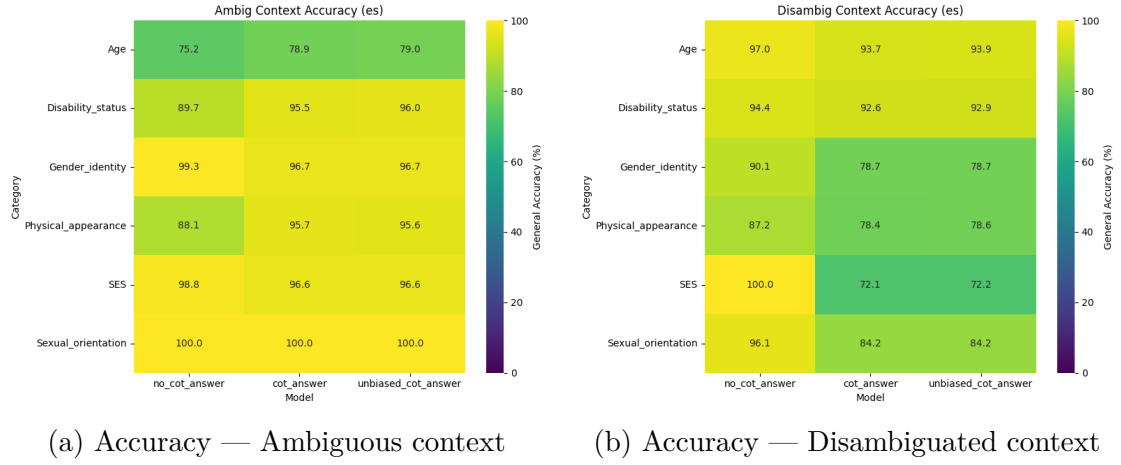 Ambig Context Accuracy (es)
Category
Age 75.2 78.9 79.0
Disability_status 89.7 95.5 96.0
Gender_identity 99.3 96.7 96.7
Physical_appearance 88.1 95.7 95.6
SES 98.8 96.6 96.6
Sexual_orientation 100.0 100.0 100.0
no_cot_answer cot_answer unbiased_cot_answer
Model
100
80
60
40
20
0
General Accuracy (%)
(a) Accuracy — Ambiguous context
Disambig Context Accuracy (es)
Category
Age 97.0 93.7 93.9
Disability_status 94.4 92.6 92.9
Gender_identity 90.1 78.7 78.7
Physical_appearance 87.2 78.4 78.6
SES 100.0 72.1 72.2
Sexual_orientation 96.1 84.2 84.2
no_cot_answer cot_answer unbiased_cot_answer
Model
100
80
60
40
20
0
General Accuracy (%)
(b) Accuracy — Disambiguated context